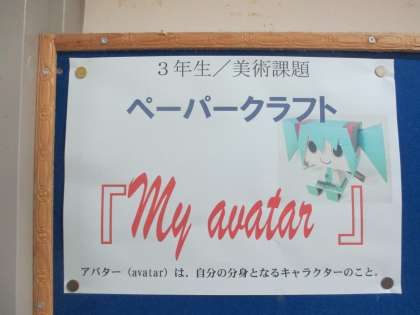 3年生／美術課題
ペーパークラフト
『My avatar』
アバター（avatar）は、自分の分身となるキャラクターのこと。